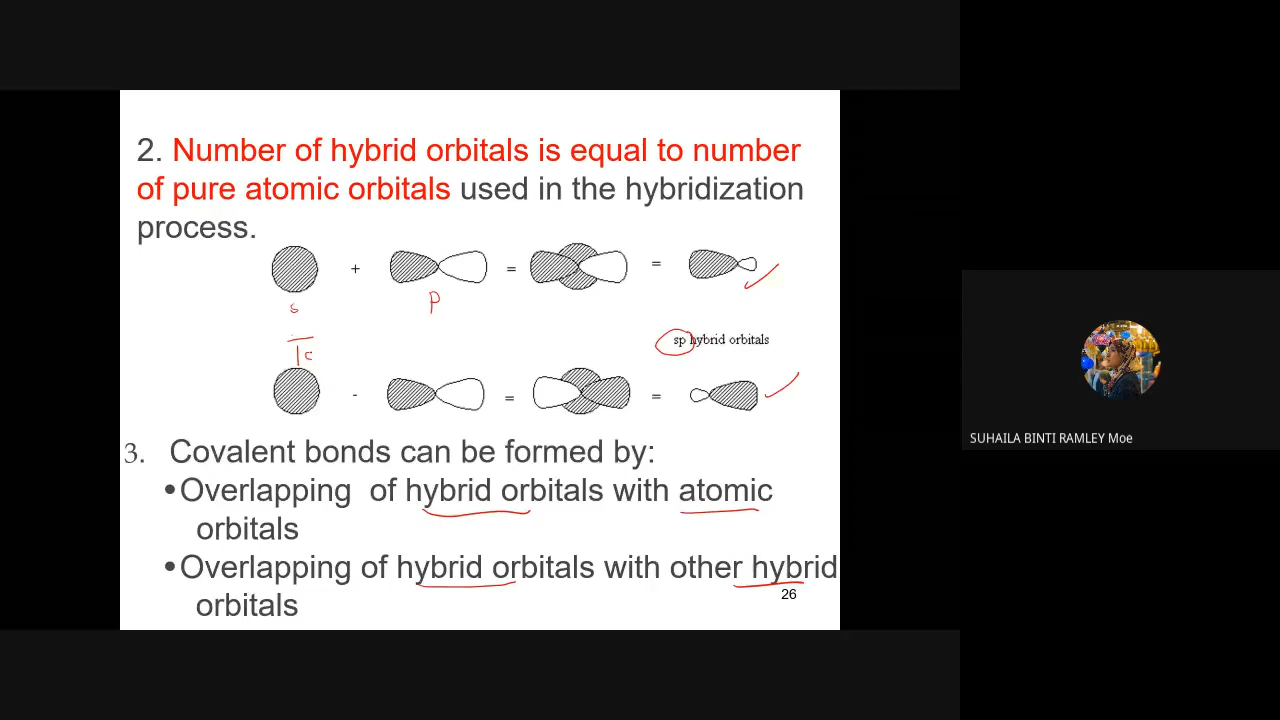 2. Number of hybrid orbitals is equal to number
of pure atomic orbitals used in the hybridization
process.
+ = =
s p
sp hybrid orbitals
- = =
3. Covalent bonds can be formed by:
•Overlapping of hybrid orbitals with atomic
orbitals
•Overlapping of hybrid orbitals with other hybrid
orbitals
26
SUHAILA BINTI RAMLEY Moe